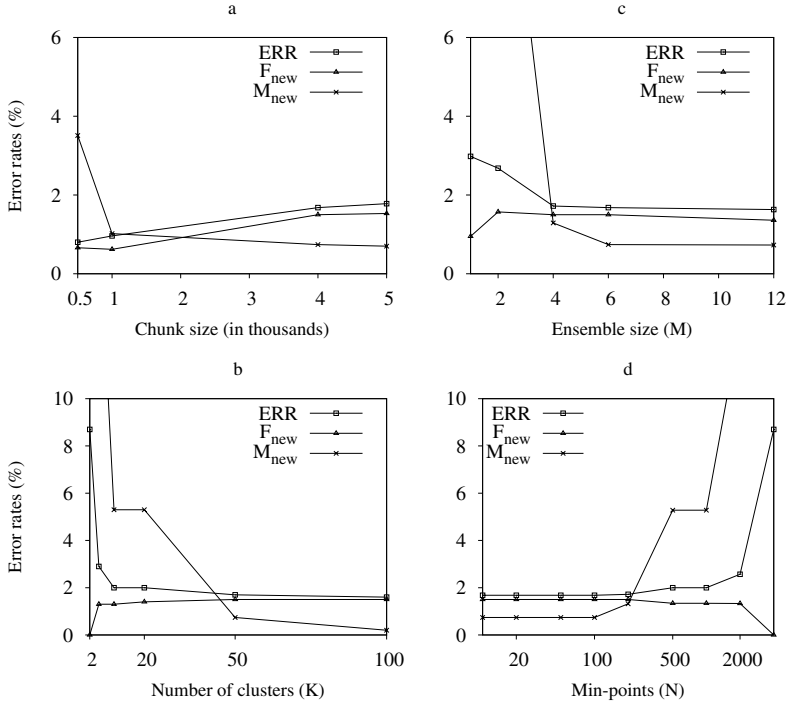 a
6
4
2
0
0.5 1 2 3 4 5
Error rates (%)
Chunk size (in thousands)
ERR
F_new
M_new
c
6
4
2
0
2 4 6 8 10 12
Ensemble size (M)
ERR
F_new
M_new
b
10
8
6
4
2
0
2 20 50 100
Error rates (%)
Number of clusters (K)
ERR
F_new
M_new
d
10
8
6
4
2
0
20 100 500 2000
Min-points (N)
ERR
F_new
M_new